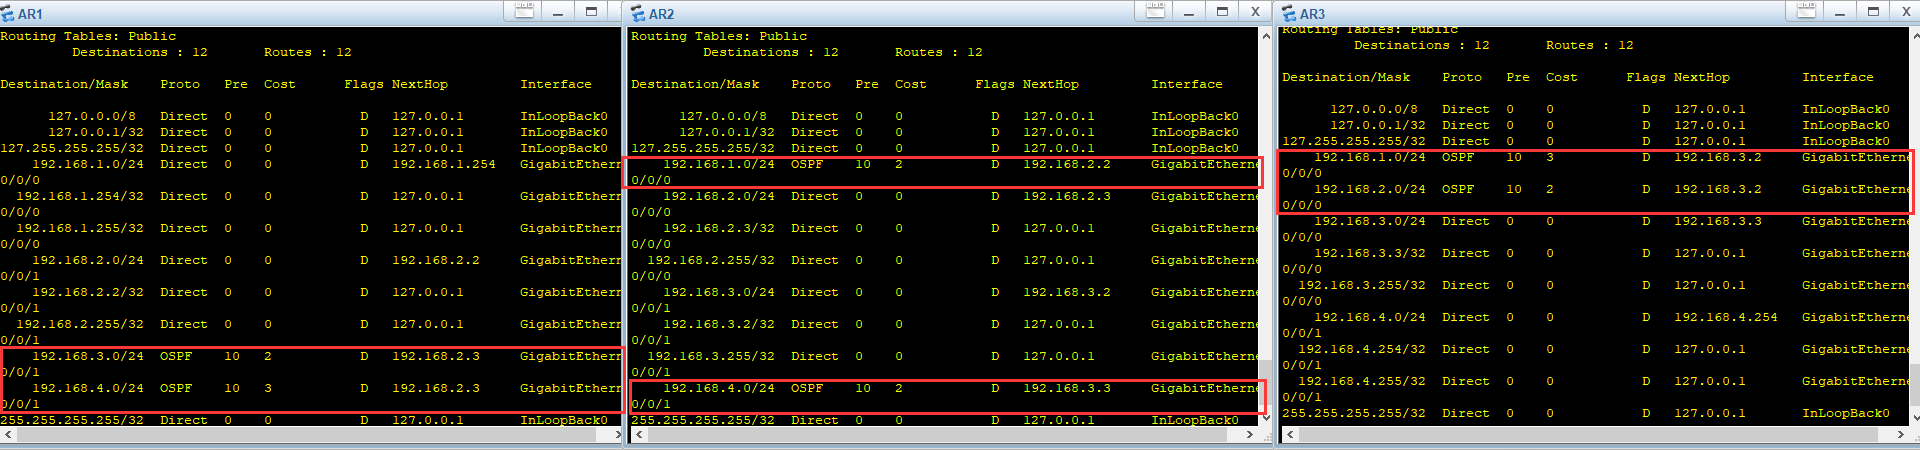 AR1
Routing Tables: Public
Destinations : 12 Routes : 12
Destination/Mask Proto Pre Cost Flags NextHop Interface
127.0.0.0/8 Direct 0 0 D 127.0.0.1 InLoopBack0
127.0.0.1/32 Direct 0 0 D 127.0.0.1 InLoopBack0
127.255.255.255/32 Direct 0 0 D 127.0.0.1 InLoopBack0
192.168.1.0/24 Direct 0 0 D 192.168.1.254 GigabitEthern
0/0/0
192.168.1.254/32 Direct 0 0 D 127.0.0.1 GigabitEthern
0/0/0
192.168.1.255/32 Direct 0 0 D 127.0.0.1 GigabitEthern
0/0/0
192.168.2.0/24 Direct 0 0 D 192.168.2.2 GigabitEthern
0/0/1
192.168.2.2/32 Direct 0 0 D 127.0.0.1 GigabitEthern
0/0/1
192.168.2.255/32 Direct 0 0 D 127.0.0.1 GigabitEthern
0/0/1
192.168.3.0/24 OSPF 10 2 D 192.168.2.3 GigabitEthern
0/0/1
192.168.4.0/24 OSPF 10 3 D 192.168.2.3 GigabitEthern
0/0/1
255.255.255.255/32 Direct 0 0 D 127.0.0.1 InLoopBack0
AR2
Routing Tables: Public
Destinations : 12 Routes : 12
Destination/Mask Proto Pre Cost Flags NextHop Interface
127.0.0.0/8 Direct 0 0 D 127.0.0.1 InLoopBack0
127.0.0.1/32 Direct 0 0 D 127.0.0.1 InLoopBack0
127.255.255.255/32 Direct 0 0 D 127.0.0.1 InLoopBack0
192.168.1.0/24 OSPF 10 2 D 192.168.2.2 GigabitEtherne
0/0/0
192.168.2.0/24 Direct 0 0 D 192.168.2.3 GigabitEtherne
0/0/0
192.168.2.3/32 Direct 0 0 D 127.0.0.1 GigabitEtherne
0/0/0
192.168.2.255/32 Direct 0 0 D 127.0.0.1 GigabitEtherne
0/0/0
192.168.3.0/24 Direct 0 0 D 192.168.3.2 GigabitEtherne
0/0/1
192.168.3.2/32 Direct 0 0 D 127.0.0.1 GigabitEtherne
0/0/1
192.168.3.255/32 Direct 0 0 D 127.0.0.1 GigabitEtherne
0/0/1
192.168.4.0/24 OSPF 10 2 D 192.168.3.3 GigabitEtherne
0/0/1
255.255.255.255/32 Direct 0 0 D 127.0.0.1 InLoopBack0
AR3
Routing Tables: Public
Destinations : 12 Routes : 12
Destination/Mask Proto Pre Cost Flags NextHop Interface
127.0.0.0/8 Direct 0 0 D 127.0.0.1 InLoopBack0
127.0.0.1/32 Direct 0 0 D 127.0.0.1 InLoopBack0
127.255.255.255/32 Direct 0 0 D 127.0.0.1 InLoopBack0
192.168.1.0/24 OSPF 10 3 D 192.168.3.2 GigabitEtherne
0/0/0
192.168.2.0/24 OSPF 10 2 D 192.168.3.2 GigabitEtherne
0/0/0
192.168.3.0/24 Direct 0 0 D 192.168.3.3 GigabitEtherne
0/0/0
192.168.3.3/32 Direct 0 0 D 127.0.0.1 GigabitEtherne
0/0/0
192.168.3.255/32 Direct 0 0 D 127.0.0.1 GigabitEtherne
0/0/0
192.168.4.0/24 Direct 0 0 D 192.168.4.254 GigabitEtherne
0/0/1
192.168.4.254/32 Direct 0 0 D 127.0.0.1 GigabitEtherne
0/0/1
192.168.4.255/32 Direct 0 0 D 127.0.0.1 GigabitEtherne
0/0/1
255.255.255.255/32 Direct 0 0 D 127.0.0.1 InLoopBack0